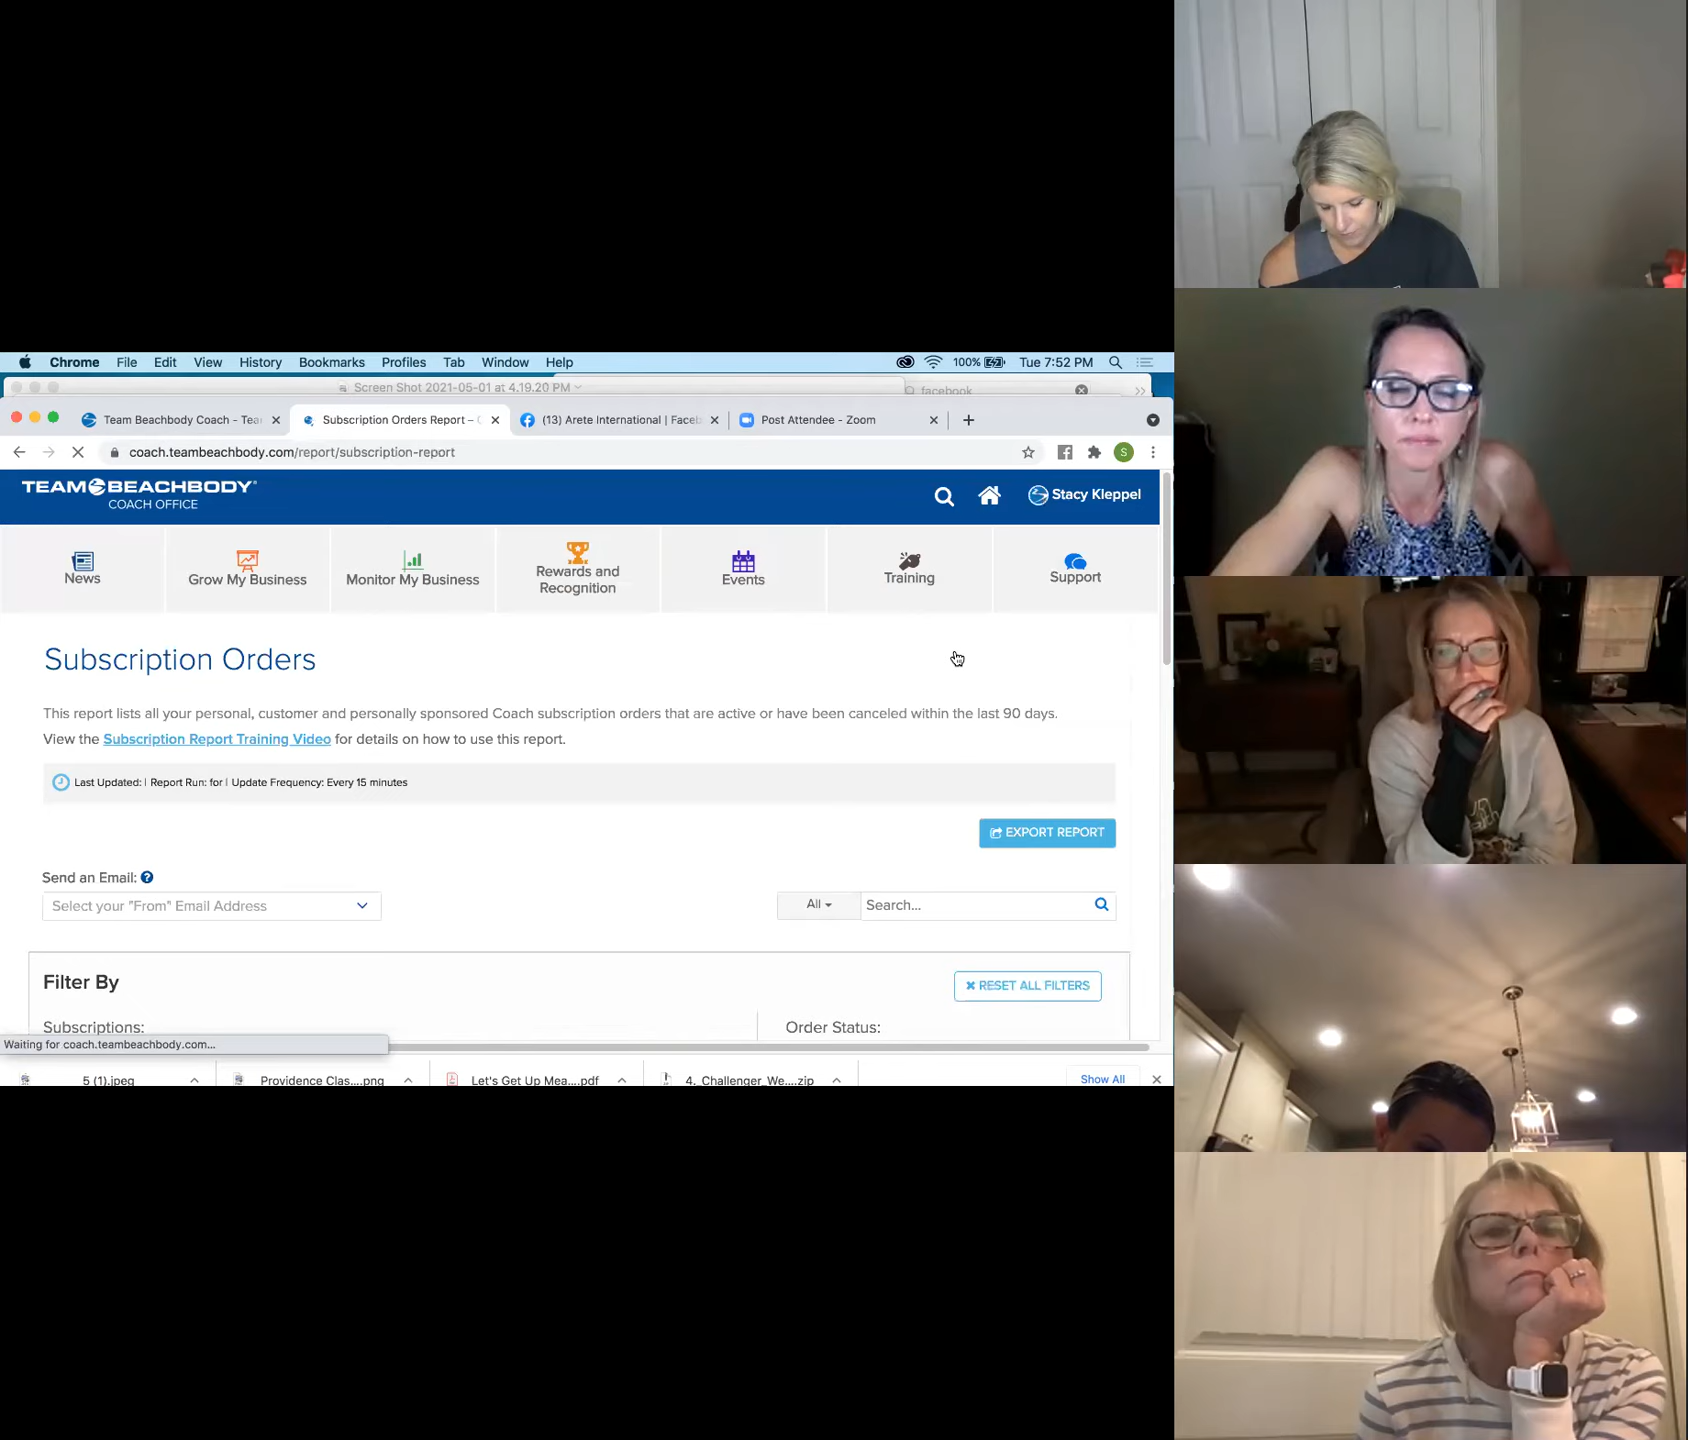 Chrome File Edit View History Bookmarks Profiles Tab Window Help 100% Tue 7:52 PM
Screen Shot 2021-05-01 at 4.19.20 PM facebook
Team Beachbody Coach - Tea Subscription Orders Report – (13) Arete International | Faceb Post Attendee - Zoom
coach.teambeachbody.com/report/subscription-report S
TEAM BEACHBODY
COACH OFFICE
Stacy Kleppel
News Grow My Business Monitor My Business Rewards and Recognition Events Training Support
Subscription Orders
This report lists all your personal, customer and personally sponsored Coach subscription orders that are active or have been canceled within the last 90 days.
View the Subscription Report Training Video for details on how to use this report.
Last Updated: | Report Run: for | Update Frequency: Every 15 minutes
EXPORT REPORT
Send an Email: ?
Select your "From" Email Address All Search...
Filter By RESET ALL FILTERS
Subscriptions: Order Status:
Waiting for coach.teambeachbody.com...
5 (1).jpeg Providence Clas....png Let's Get Up Mea....pdf 4. Challenger_We....zip Show All